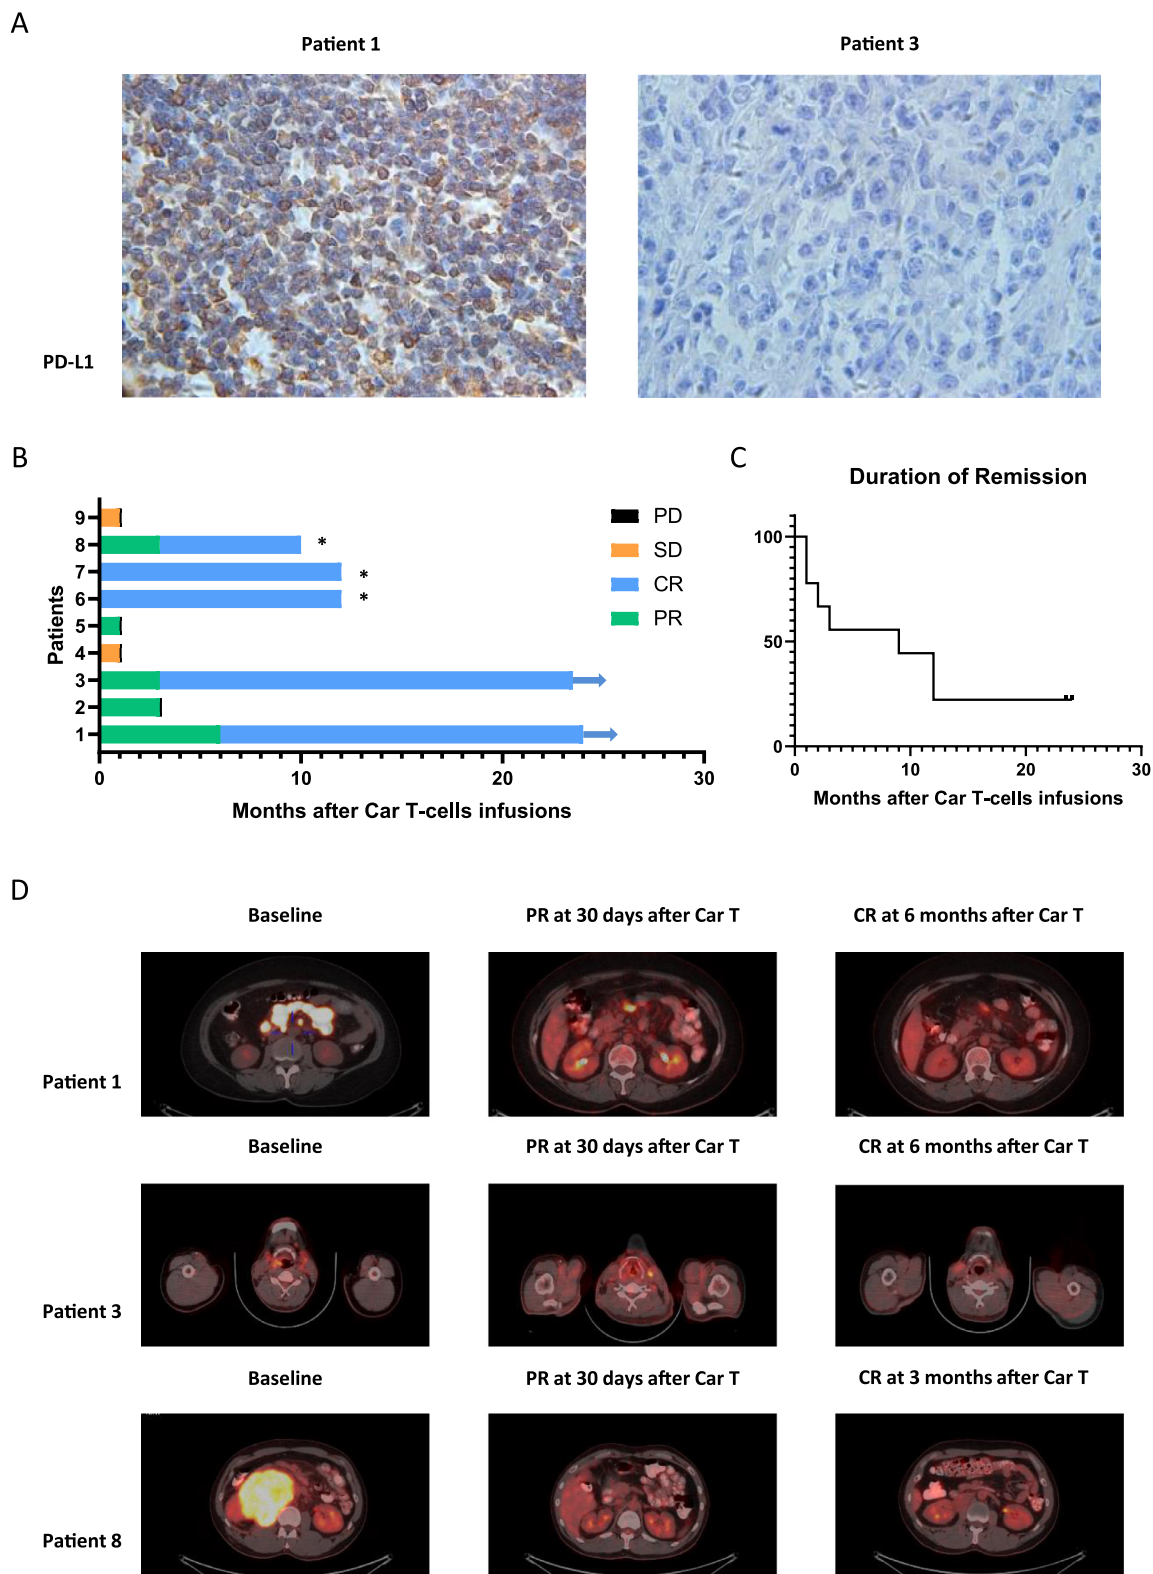 A
Patient 1
Patient 3
PD-L1
B
9
8
*
7
*
6
*
5
4
3
2
1
Patients
0
10
20
30
Months after Car T-cells infusions
PD
SD
CR
PR
C
Duration of Remission
100
50
0
0
10
20
30
Months after Car T-cells infusions
D
Baseline
PR at 30 days after Car T
CR at 6 months after Car T
Patient 1
Baseline
PR at 30 days after Car T
CR at 6 months after Car T
Patient 3
Baseline
PR at 30 days after Car T
CR at 3 months after Car T
Patient 8